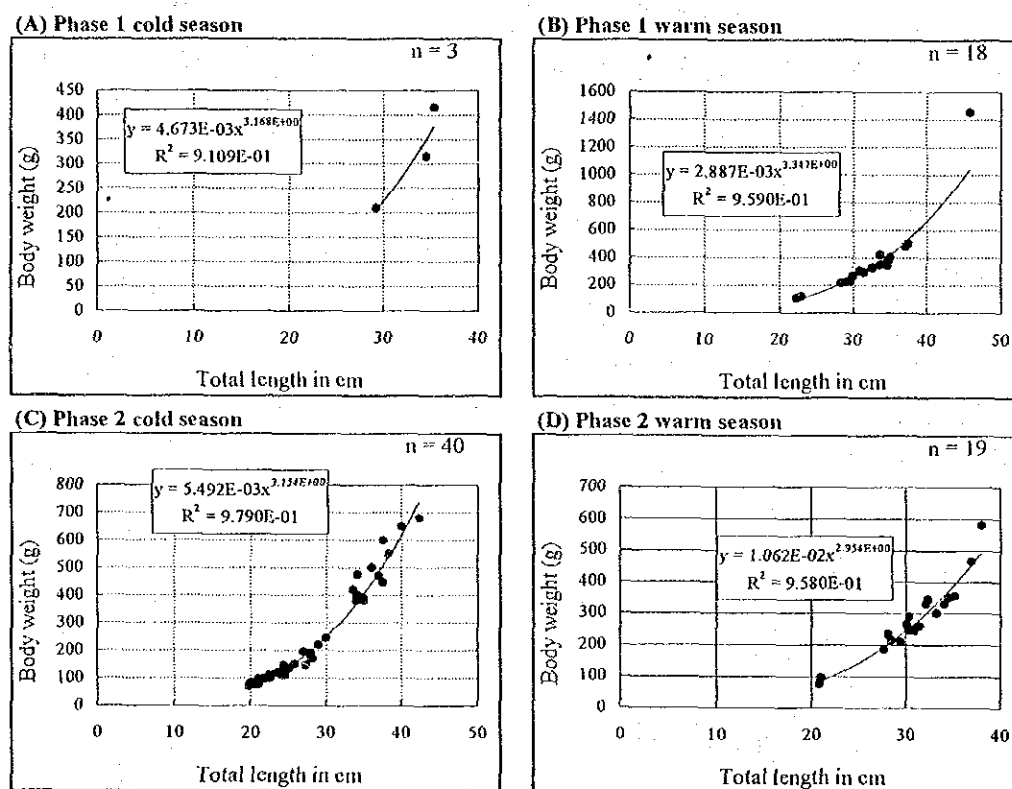 (A) Phase 1 cold season
n = 3
450
400
350
300
250
200
150
100
50
0
y = 4.673E-03x^3.168E+00
R² = 9.109E-01
Body weight (g)
0 10 20 30 40
Total length in cm
(B) Phase 1 warm season
n = 18
1600
1400
1200
1000
800
600
400
200
0
y = 2.887E-03x^3.347E+00
R² = 9.590E-01
Body weight (g)
0 10 20 30 40 50
Total length in cm
(C) Phase 2 cold season
n = 40
800
700
600
500
400
300
200
100
0
y = 5.492E-03x^3.154E+00
R² = 9.790E-01
Body weight (g)
0 10 20 30 40 50
Total length in cm
(D) Phase 2 warm season
n = 19
700
600
500
400
300
200
100
0
y = 1.062E-02x^2.954E+00
R² = 9.580E-01
Body weight (g)
0 10 20 30 40
Total length in cm